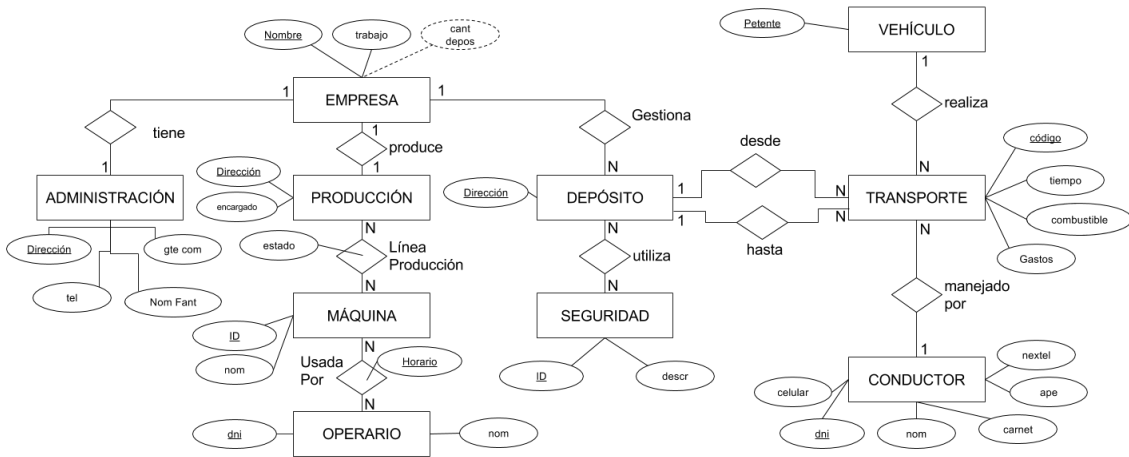 Nombre
trabajo
cant
depos
Petente
VEHÍCULO
1
EMPRESA
1
1
1
realiza
tiene
Gestiona
produce
código
desde
1
1
N
N
Dirección
tiempo
ADMINISTRACIÓN
PRODUCCIÓN
Dirección
DEPÓSITO
1
N
TRANSPORTE
encargado
1
N
combustible
N
N
N
Dirección
gte com
estado
Línea
Producción
utiliza
hasta
Gastos
tel
Nom Fant
manejado
por
N
N
ID
MÁQUINA
SEGURIDAD
nom
N
1
nextel
Usada
Por
Horario
ID
descr
celular
CONDUCTOR
ape
N
dni
OPERARIO
nom
dni
nom
carnet